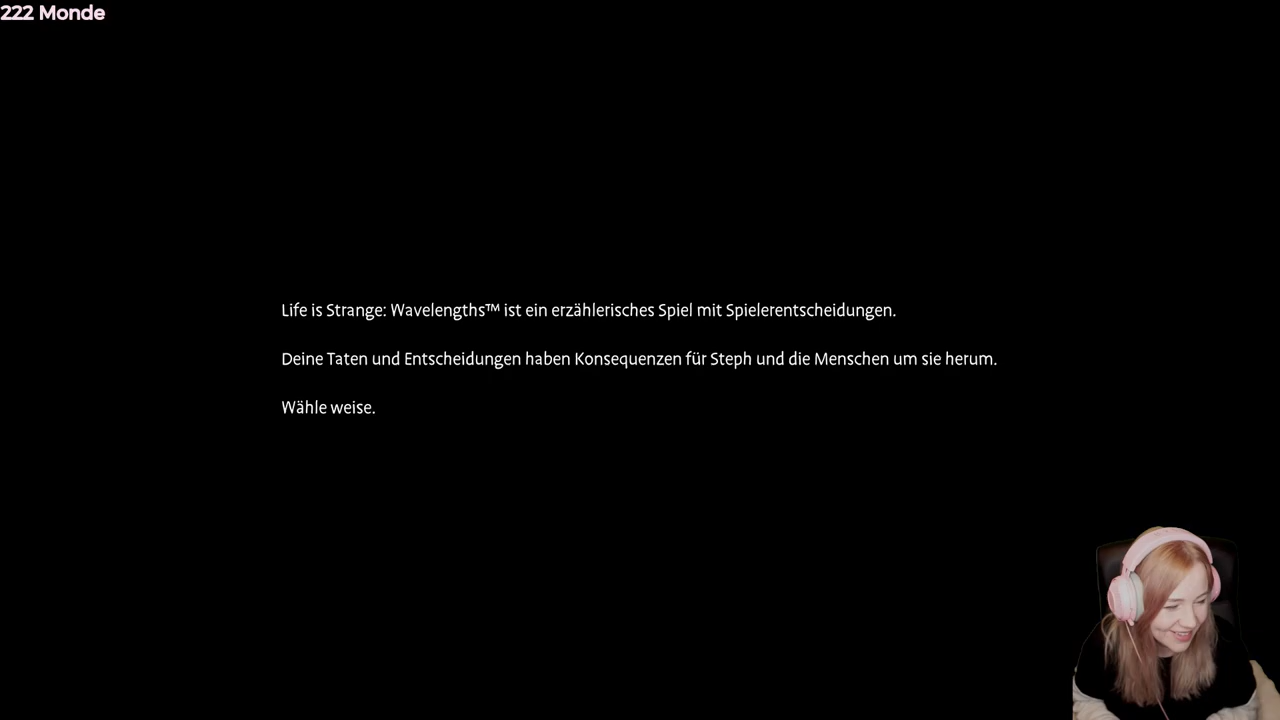 222 Monde
Life is Strange: Wavelengths™ ist ein erzählerisches Spiel mit Spielerentscheidungen.
Deine Taten und Entscheidungen haben Konsequenzen für Steph und die Menschen um sie herum.
Wähle weise.